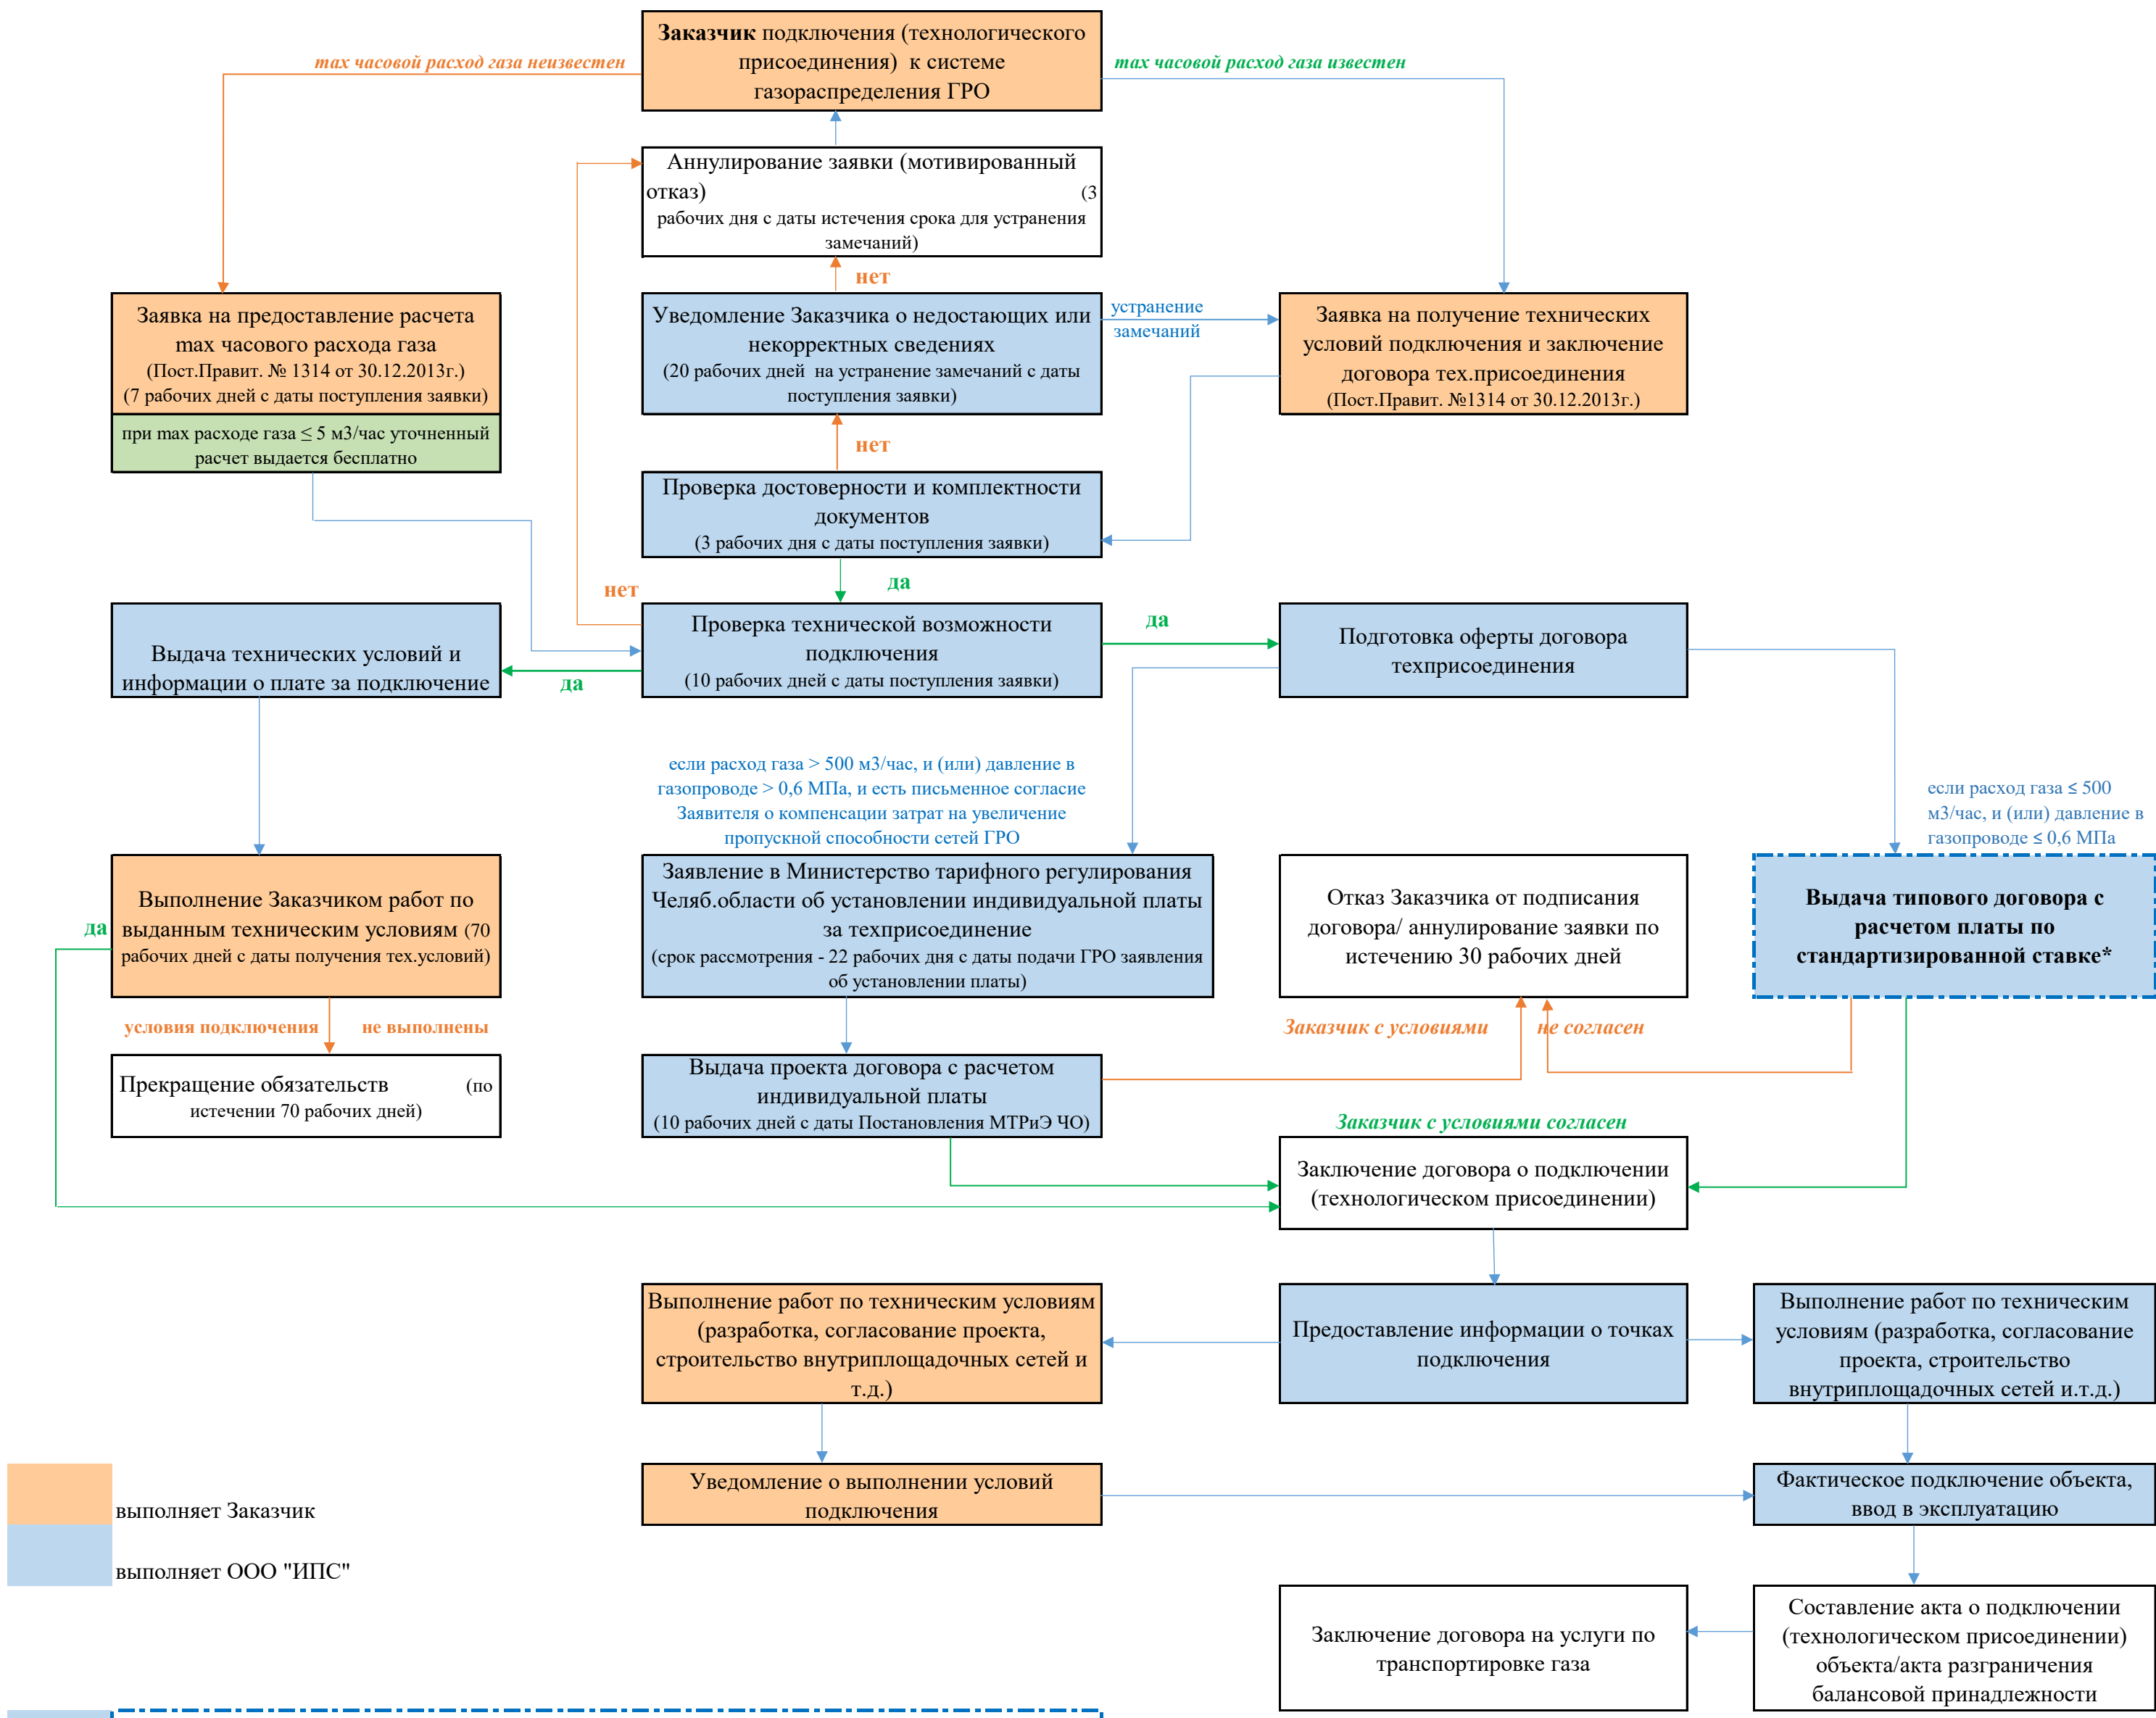 Заказчик подключения (технологического
присоединения) к системе
газораспределения ГРО
max часовой расход газа неизвестен
max часовой расход газа известен
Аннулирование заявки (мотивированный
отказ) (3
рабочих дня с даты истечения срока для устранения
замечаний)
нет
Заявка на предоставление расчета
max часового расхода газа
(Пост.Правит. № 1314 от 30.12.2013г.)
(7 рабочих дней с даты поступления заявки)
при max расходе газа ≤ 5 м3/час уточненный
расчет выдается бесплатно
Уведомление Заказчика о недостающих или
некорректных сведениях
(20 рабочих дней на устранение замечаний с даты
поступления заявки)
устранение
замечаний
Заявка на получение технических
условий подключения и заключение
договора тех.присоединения
(Пост.Правит. №1314 от 30.12.2013г.)
нет
Проверка достоверности и комплектности
документов
(3 рабочих дня с даты поступления заявки)
да
нет
Выдача технических условий и
информации о плате за подключение
да
Проверка технической возможности
подключения
(10 рабочих дней с даты поступления заявки)
да
Подготовка оферты договора
техприсоединения
если расход газа > 500 м3/час, и (или) давление в
газопроводе > 0,6 МПа, и есть письменное согласие
Заявителя о компенсации затрат на увеличение
пропускной способности сетей ГРО
если расход газа ≤ 500
м3/час, и (или) давление в
газопроводе ≤ 0,6 МПа
да
Выполнение Заказчиком работ по
выданным техническим условиям (70
рабочих дней с даты получения тех.условий)
Заявление в Министерство тарифного регулирования
Челяб.области об установлении индивидуальной платы
за техприсоединение
(срок рассмотрения - 22 рабочих дня с даты подачи ГРО заявления
об установлении платы)
Отказ Заказчика от подписания
договора/ аннулирование заявки по
истечению 30 рабочих дней
Выдача типового договора с
расчетом платы по
стандартизированной ставке*
условия подключения не выполнены
Заказчик с условиями не согласен
Прекращение обязательств (по
истечении 70 рабочих дней)
Выдача проекта договора с расчетом
индивидуальной платы
(10 рабочих дней с даты Постановления МТРиЭ ЧО)
Заказчик с условиями согласен
Заключение договора о подключении
(технологическом присоединении)
Выполнение работ по техническим условиям
(разработка, согласование проекта,
строительство внутриплощадочных сетей и
т.д.)
Предоставление информации о точках
подключения
Выполнение работ по техническим
условиям (разработка, согласование
проекта, строительство
внутриплощадочных сетей и.т.д.)
Уведомление о выполнении условий
подключения
Фактическое подключение объекта,
ввод в эксплуатацию
выполняет Заказчик
выполняет ООО "ИПС"
Заключение договора на услуги по
транспортировке газа
Составление акта о подключении
(технологическом присоединении)
объекта/акта разграничения
балансовой принадлежности